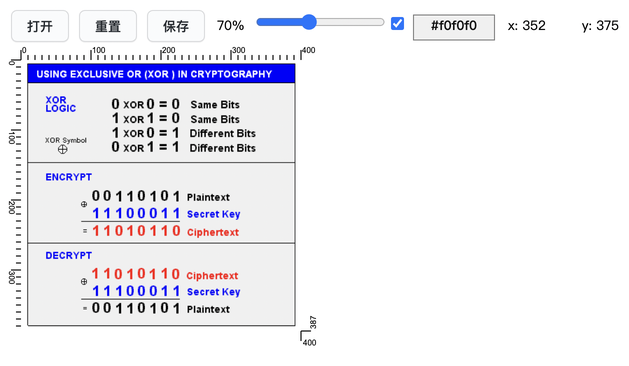 打开 重置 保存 70% #f0f0f0 x: 352 y: 375
0 100 200 300 400
0
100
200
300
USING EXCLUSIVE OR (XOR ) IN CRYPTOGRAPHY
XOR
LOGIC
0 XOR 0 = 0 Same Bits
1 XOR 1 = 0 Same Bits
1 XOR 0 = 1 Different Bits
0 XOR 1 = 1 Different Bits
XOR Symbol
⊕
ENCRYPT
00110101 Plaintext
⊕ 11100011 Secret Key
= 11010110 Ciphertext
DECRYPT
11010110 Ciphertext
⊕ 11100011 Secret Key
= 00110101 Plaintext
387
400